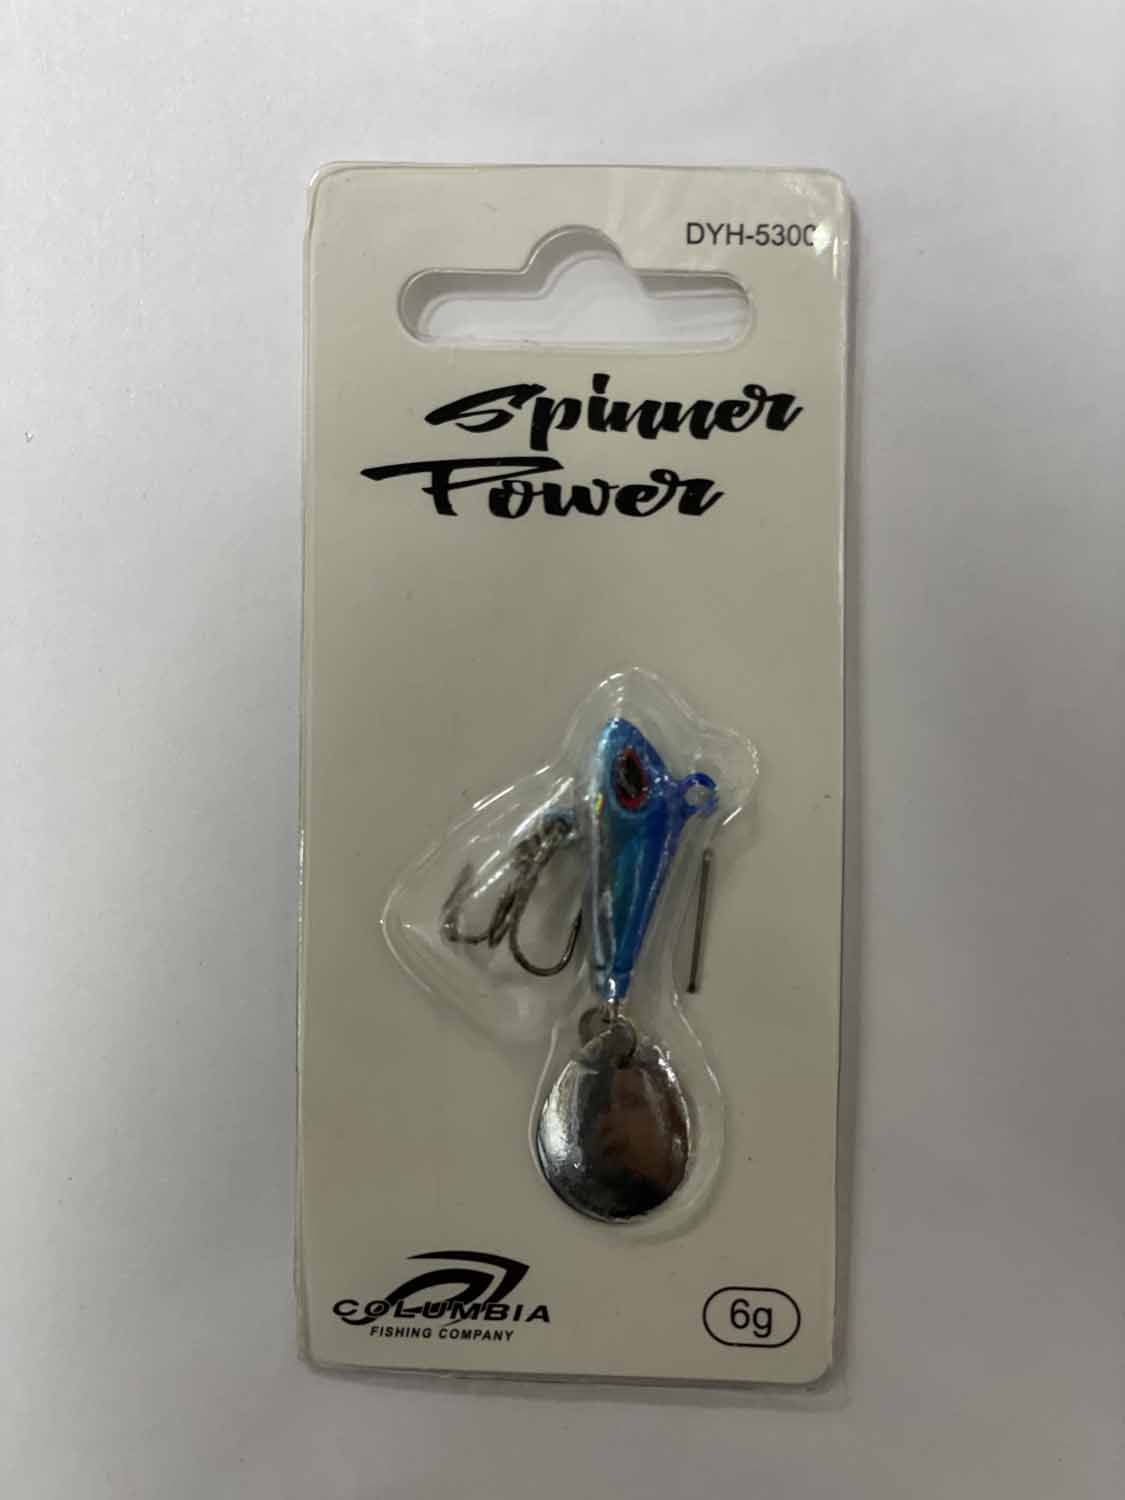 DYH-5300
Spinner
Power
COLUMBIA
FISHING COMPANY
6g